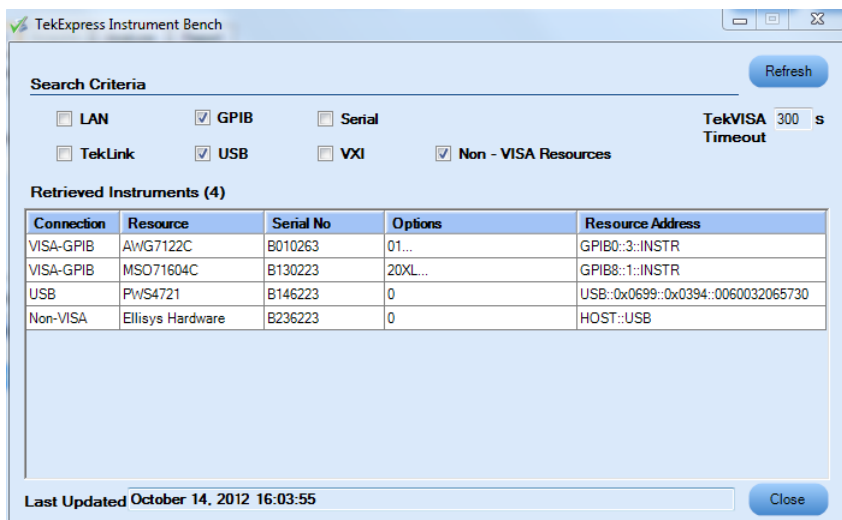 TekExpress Instrument Bench
Refresh
Search Criteria
LAN GPIB Serial TekVISA 300 s
Timeout
TekLink USB VXI Non - VISA Resources
Retrieved Instruments (4)
Connection Resource Serial No Options Resource Address
VISA-GPIB AWG7122C B010263 01... GPIB0::3::INSTR
VISA-GPIB MSO71604C B130223 20XL... GPIB8::1::INSTR
USB PWS4721 B146223 0 USB::0x0699::0x0394::0060032065730
Non-VISA Ellisys Hardware B236223 0 HOST::USB
Last Updated October 14, 2012 16:03:55 Close